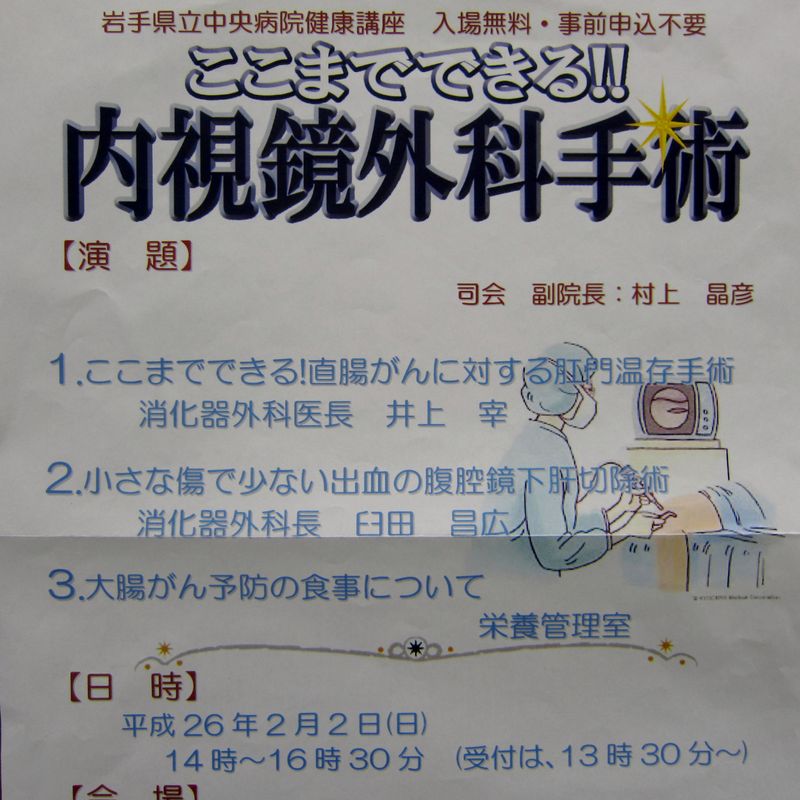 岩手県立中央病院健康講座　入場無料・事前申込不要
ここまでできる!!
内視鏡外科手術
【演　題】
司会　副院長：村上　晶彦
1.ここまでできる!直腸がんに対する肛門温存手術
消化器外科医長　井上　宰
2.小さな傷で少ない出血の腹腔鏡下肝切除術
消化器外科長　臼田　昌広
3.大腸がん予防の食事について
栄養管理室
【日　時】
平成26年2月2日(日)
14時～16時30分　(受付は、13時30分～)
【会　場】